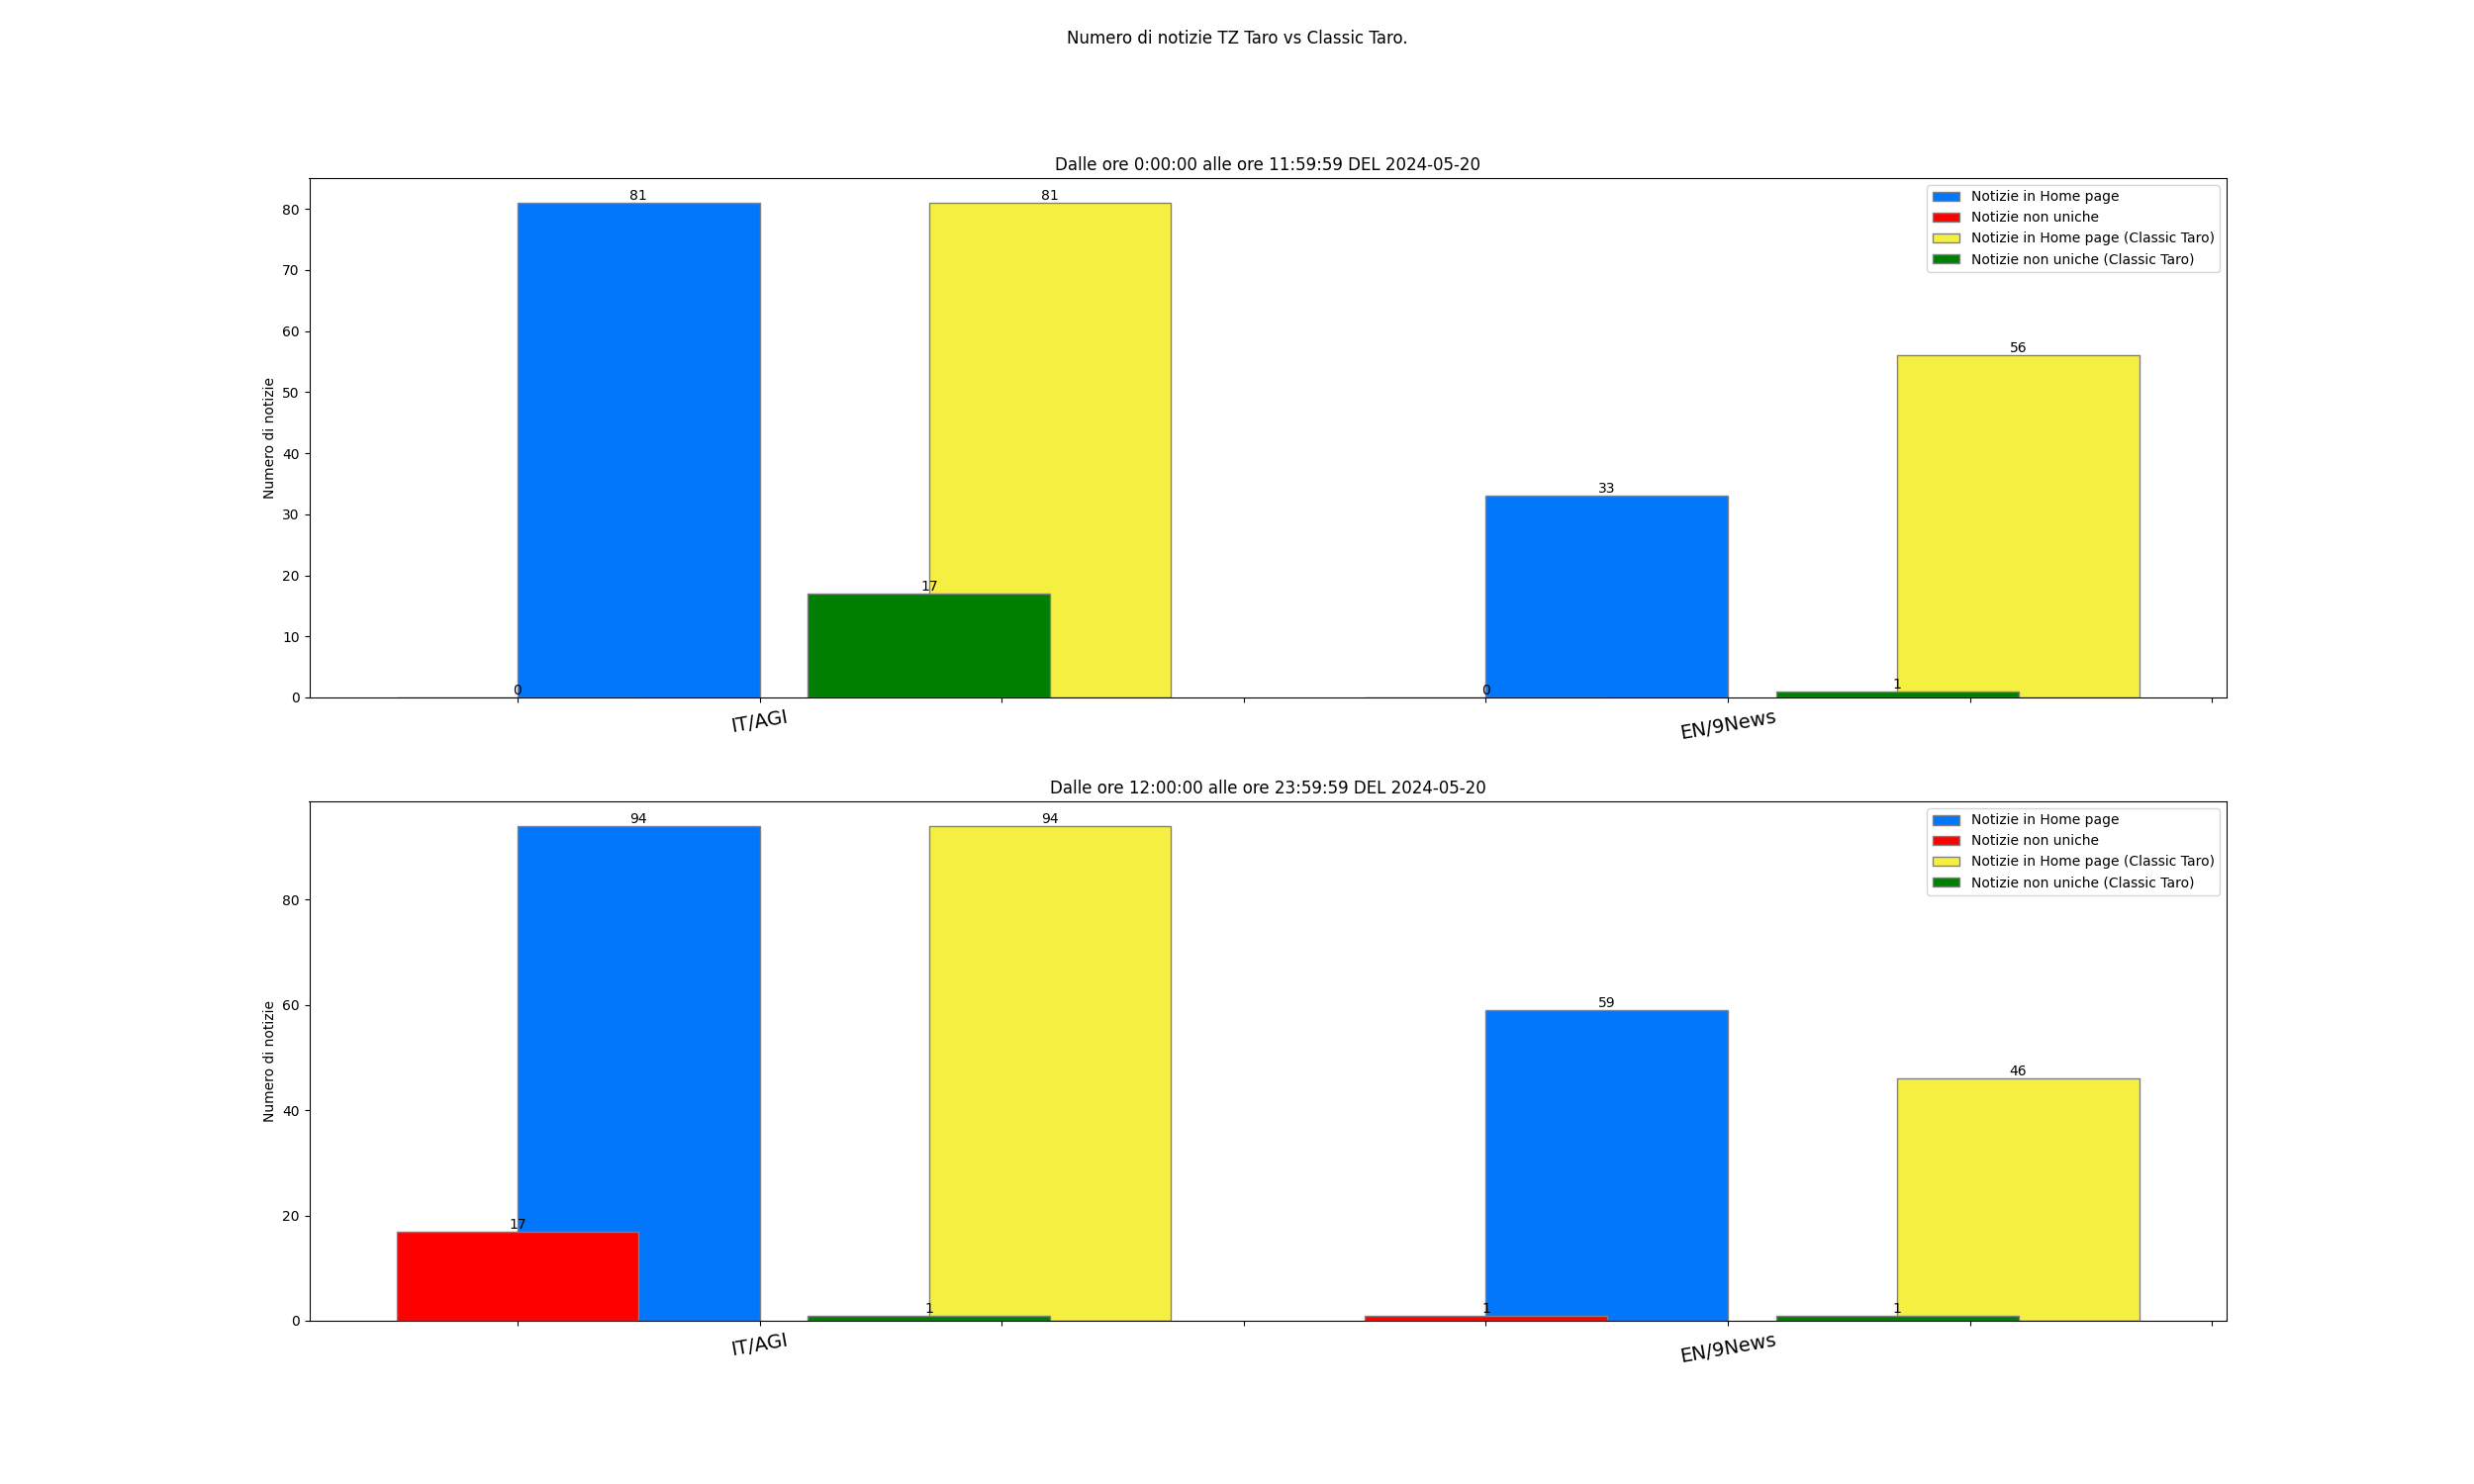 Numero di notizie TZ Taro vs Classic Taro.
Dalle ore 0:00:00 alle ore 11:59:59 DEL 2024-05-20
Numero di notizie
80
70
60
50
40
30
20
10
0
81
81
17
0
33
56
0
1
Notizie in Home page
Notizie non uniche
Notizie in Home page (Classic Taro)
Notizie non uniche (Classic Taro)
IT/AGI
EN/9News
Dalle ore 12:00:00 alle ore 23:59:59 DEL 2024-05-20
Numero di notizie
80
60
40
20
0
94
94
17
1
59
46
1
1
Notizie in Home page
Notizie non uniche
Notizie in Home page (Classic Taro)
Notizie non uniche (Classic Taro)
IT/AGI
EN/9News